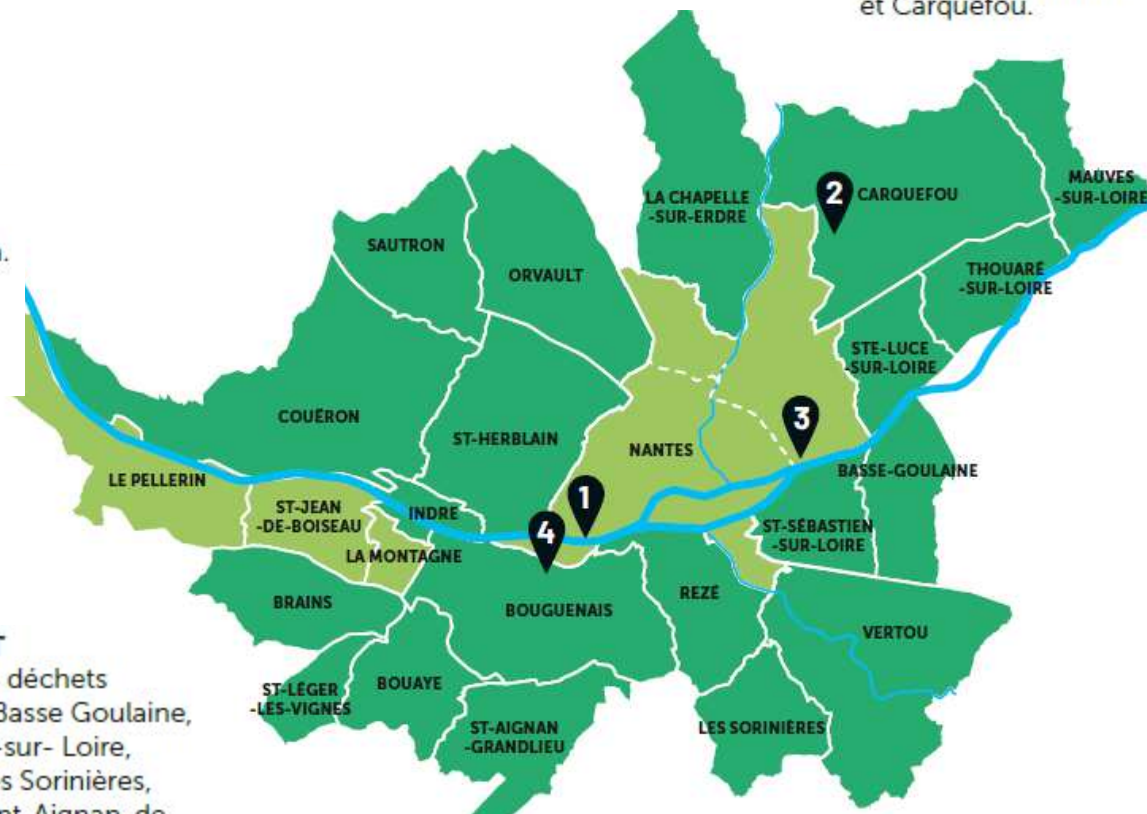 et Carquefou.
MAUVES
-SUR-LOIRE
2
CARQUEFOU
LA CHAPELLE
-SUR-ERDRE
SAUTRON
ORVAULT
THOUARÉ
-SUR-LOIRE
STE-LUCE
-SUR-LOIRE
COUËRON
ST-HERBLAIN
3
NANTES
BASSE-GOULAINE
LE PELLERIN
1
ST-JEAN
-DE-BOISEAU
INDRE
4
ST-SÉBASTIEN
-SUR-LOIRE
LA MONTAGNE
BRAINS
BOUGUENAIS
REZÉ
VERTOU
déchets
Basse Goulaine,
-sur- Loire,
s Sorinières,
ST-LÉGER
-LES-VIGNES
BOUAYE
ST-AIGNAN
-GRANDLIEU
LES SORINIÈRES